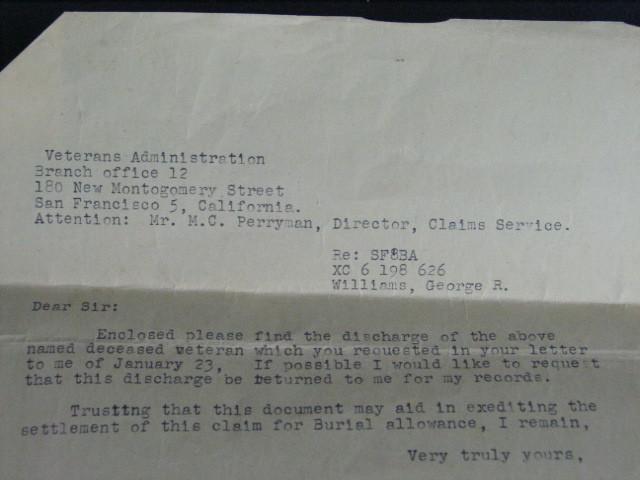 Veterans Administration
Branch office 12
180 New Montogomery Street
San Francisco 5, California.
Attention: Mr. M.C. Perryman, Director, Claims Service.
Re: SF8BA
XC 6 198 626
Williams, George R.
Dear Sir:
Enclosed please find the discharge of the above
named deceased veteran which you requested in your letter
to me of January 23, If possible I would like to request
that this discharge be returned to me for my records.
Trusttng that this document may aid in exediting the
settlement of this claim for Burial allowance, I remain,
Very truly yours,